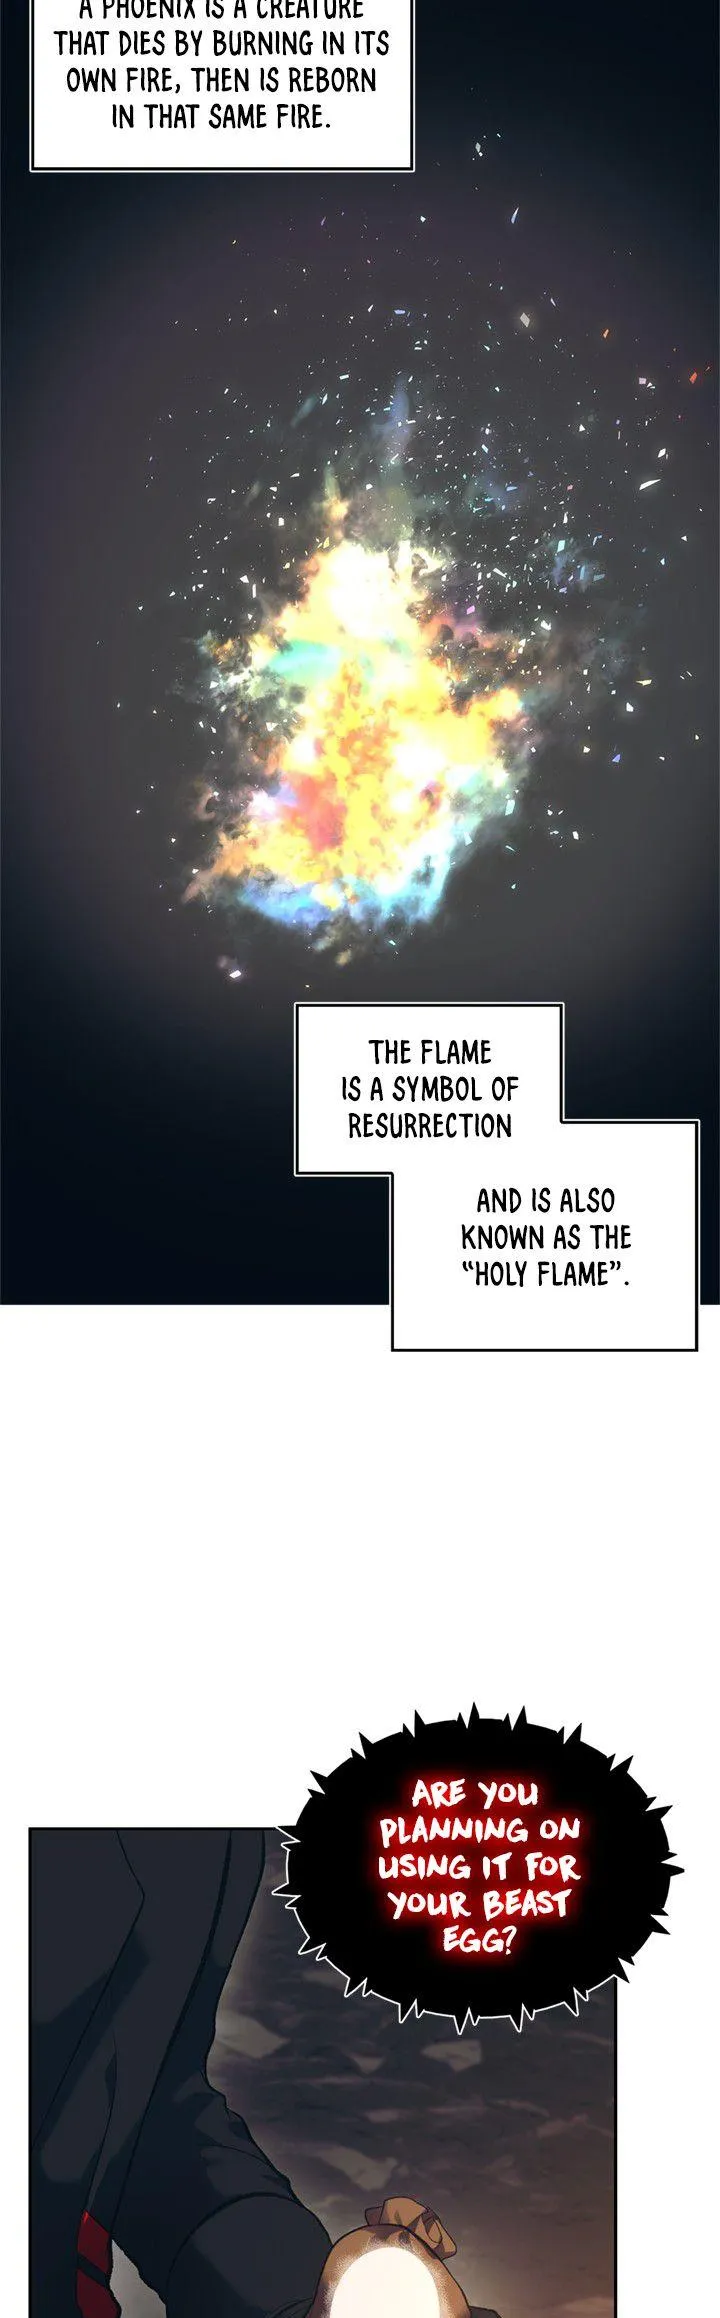 A PHOENIX IS A CREATURE
THAT DIES BY BURNING IN ITS
OWN FIRE, THEN IS REBORN
IN THAT SAME FIRE.
THE FLAME
IS A SYMBOL OF
RESURRECTION
AND IS ALSO
KNOWN AS THE
“HOLY FLAME”.
ARE YOU
PLANNING ON
USING IT FOR
YOUR BEAST
EGG?